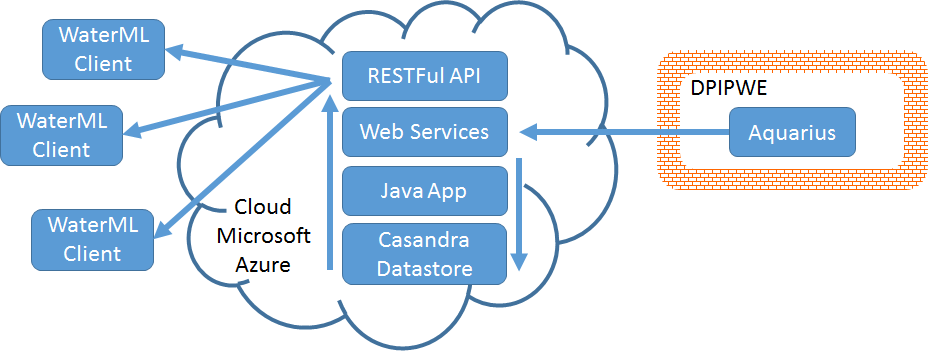 WaterML
Client
WaterML
Client
WaterML
Client
Cloud
Microsoft
Azure
RESTFul API
Web Services
Java App
Casandra
Datastore
DPIPWE
Aquarius